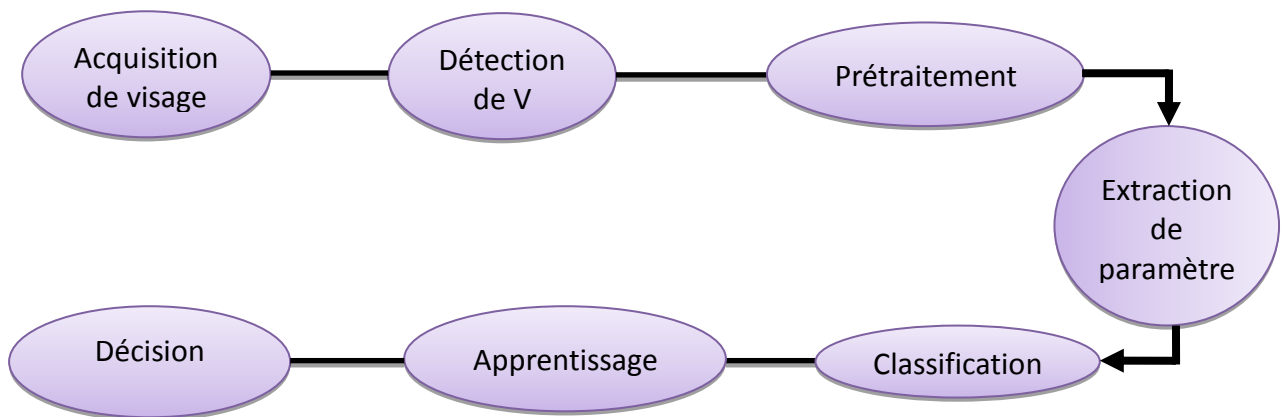 Acquisition
de visage
Détection
de V
Prétraitement
Extraction
de
paramètre
Classification
Apprentissage
Décision